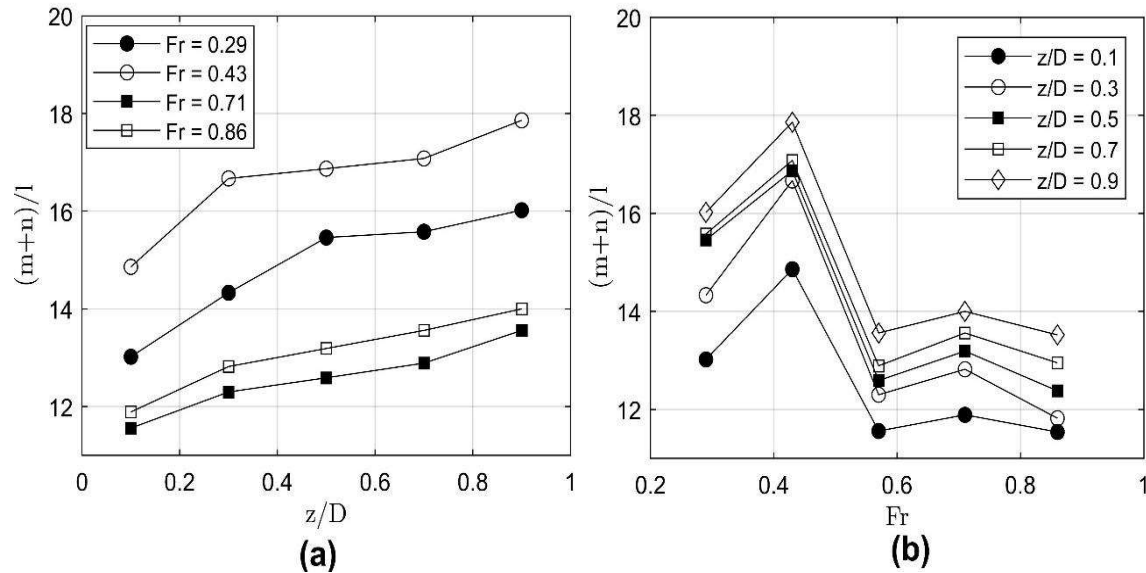 20
18
16
14
12
(m+n)/l
Fr = 0.29
Fr = 0.43
Fr = 0.71
Fr = 0.86
0
0.2
0.4
0.6
0.8
1
z/D
(a)
20
18
16
14
12
(m+n)/l
z/D = 0.1
z/D = 0.3
z/D = 0.5
z/D = 0.7
z/D = 0.9
0.2
0.4
0.6
0.8
1
Fr
(b)